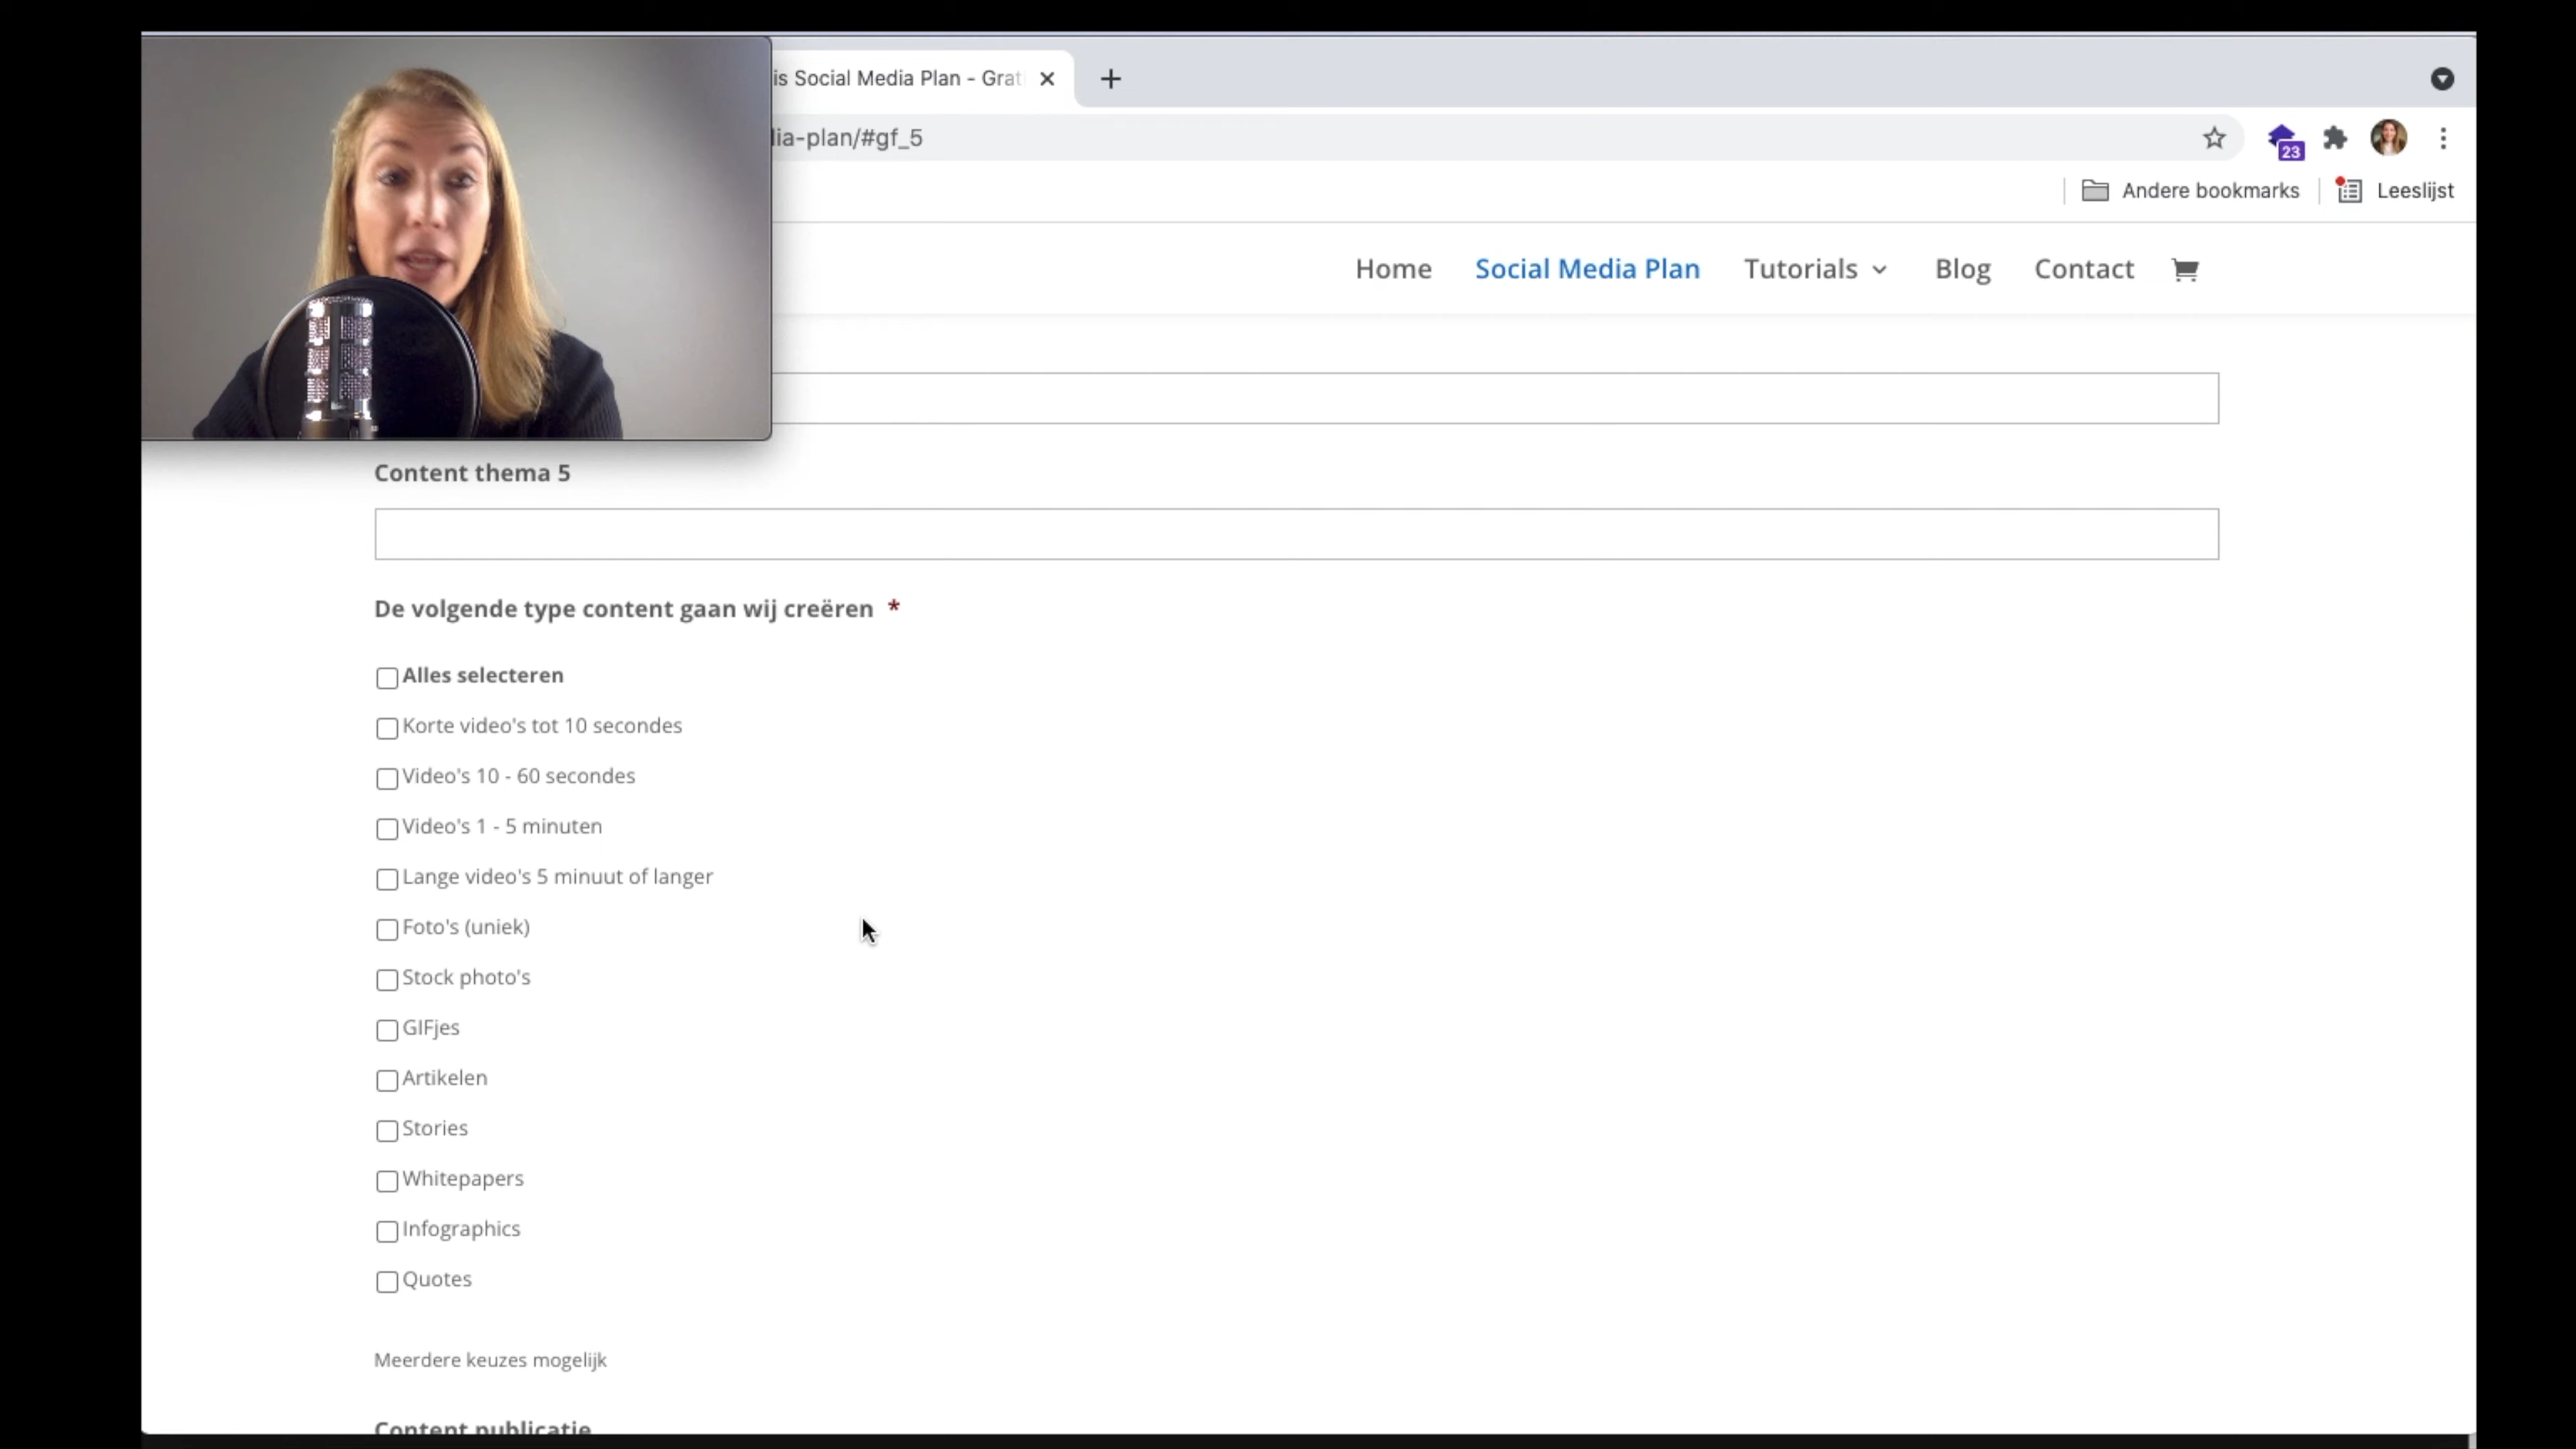 is Social Media Plan - Grat
dia-plan/#gf_5
23
Andere bookmarks
Leeslijst
Home
Social Media Plan
Tutorials
Blog
Contact
Content thema 5
De volgende type content gaan wij creëren *
Alles selecteren
Korte video's tot 10 secondes
Video's 10 - 60 secondes
Video's 1 - 5 minuten
Lange video's 5 minuut of langer
Foto's (uniek)
Stock photo's
GIFjes
Artikelen
Stories
Whitepapers
Infographics
Quotes
Meerdere keuzes mogelijk
Content publicatie